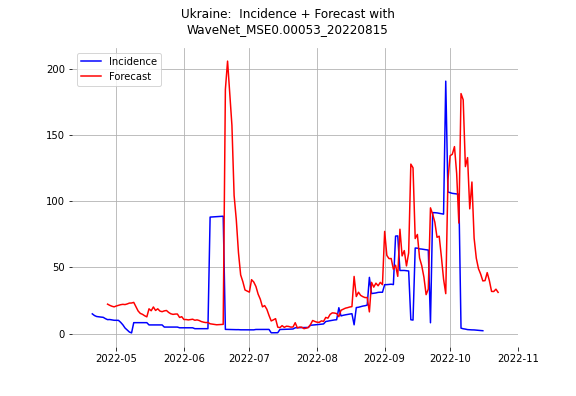 Ukraine:  Incidence + Forecast with
WaveNet_MSE0.00053_20220815
Incidence
Forecast
200
150
100
50
0
2022-05 2022-06 2022-07 2022-08 2022-09 2022-10 2022-11